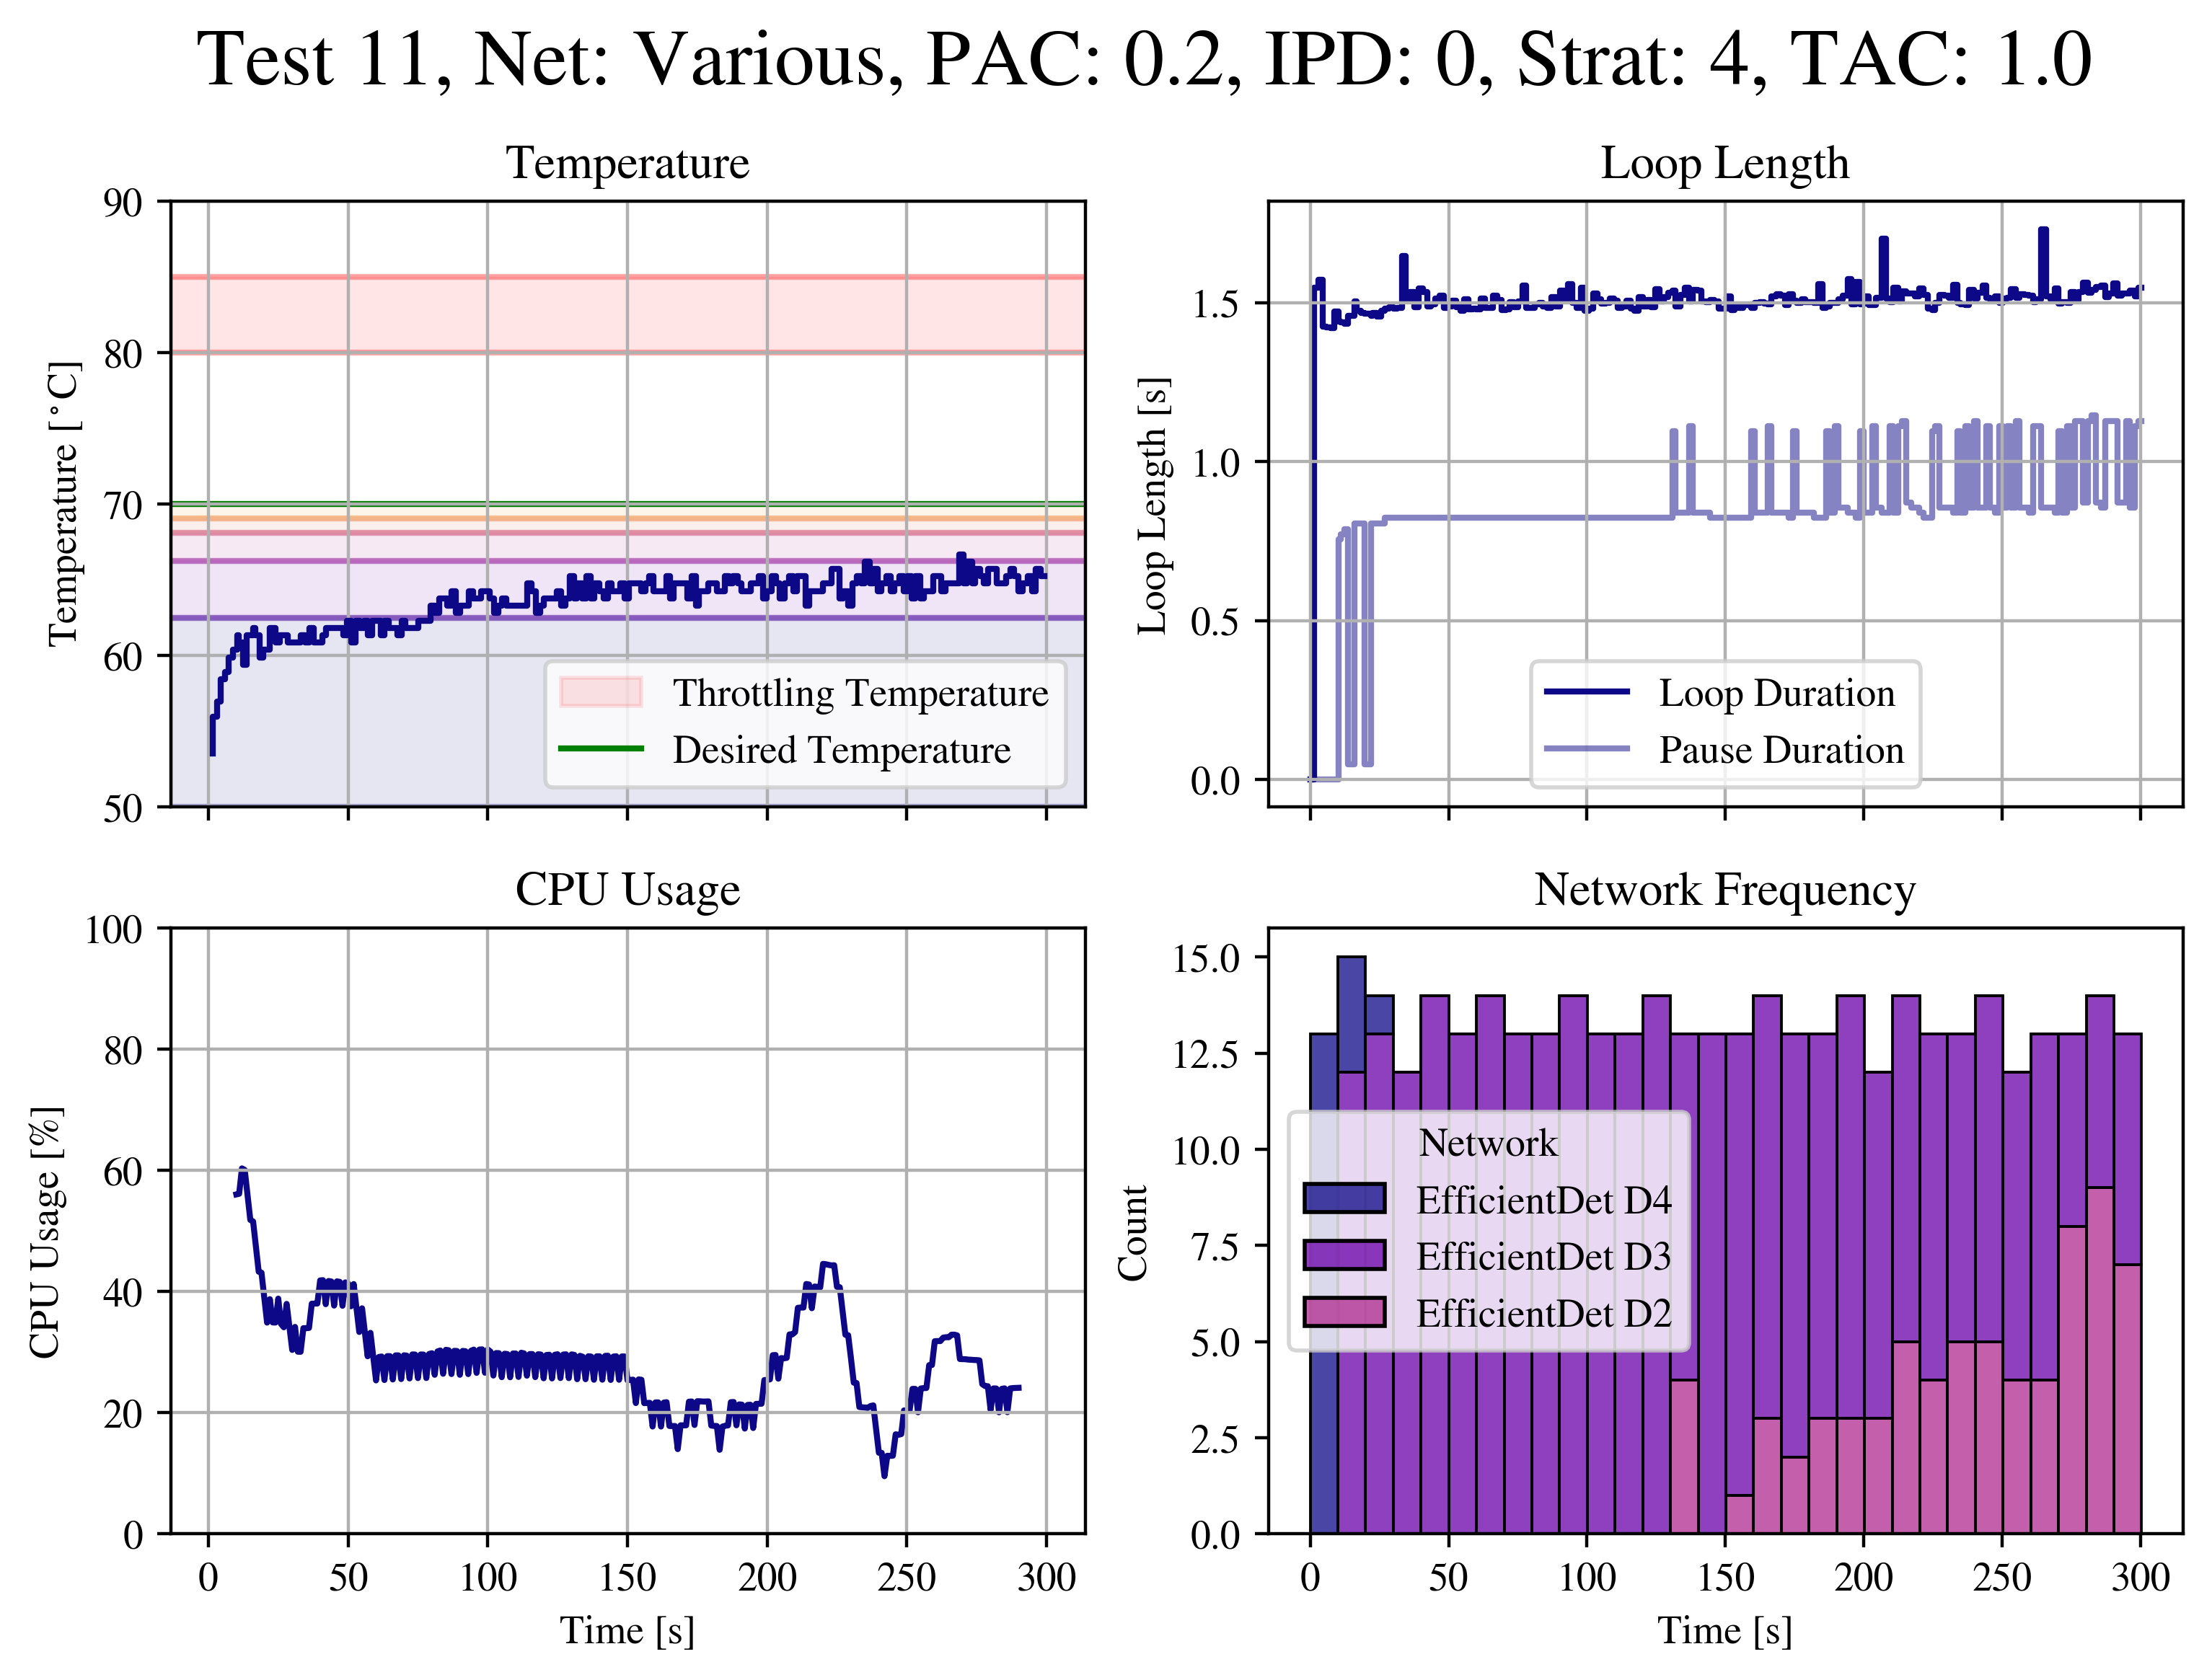 Test 11, Net: Various, PAC: 0.2, IPD: 0, Strat: 4, TAC: 1.0
Temperature
90
80
70
60
50
Temperature [°C]
Throttling Temperature
Desired Temperature
Loop Length
1.5
1.0
0.5
0.0
Loop Length [s]
Loop Duration
Pause Duration
CPU Usage
100
80
60
40
20
0
CPU Usage [%]
0 50 100 150 200 250 300
Time [s]
Network Frequency
15.0
12.5
10.0
7.5
5.0
2.5
0.0
Count
Network
EfficientDet D4
EfficientDet D3
EfficientDet D2
0 50 100 150 200 250 300
Time [s]